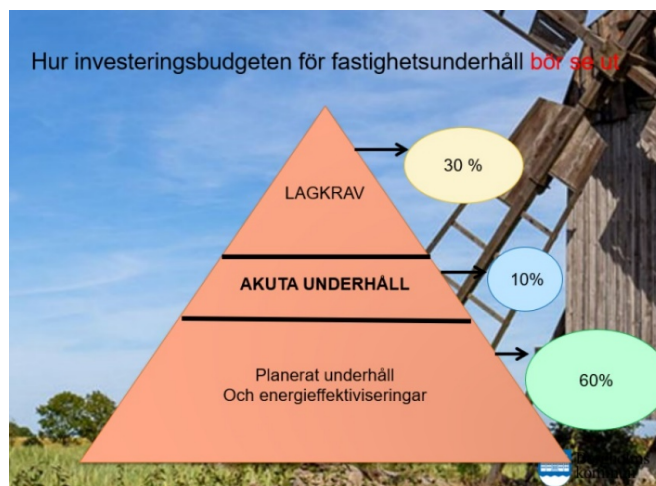 Hur investeringsbudgeten för fastighetsunderhåll bör se ut
30 %
LAGKRAV
AKUTA UNDERHÅLL
10%
Planerat underhåll
Och energieffektiviseringar
60%